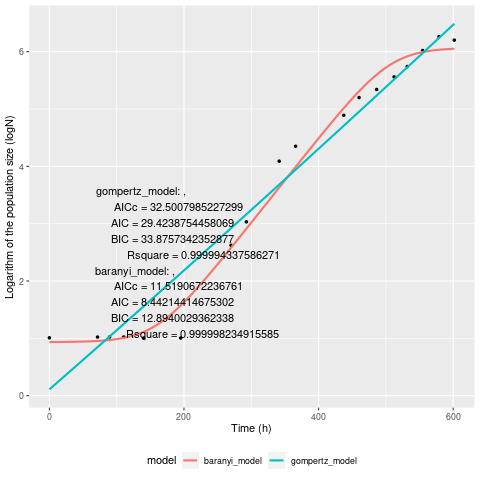 6
4
2
0
Logarithm of the population size (logN)
gompertz_model: ,
AICc = 32.5007985227299
AIC = 29.4238754458069
BIC = 33.8757342352877
Rsquare = 0.999994337586271
baranyi_model: ,
AICc = 11.5190672236761
AIC = 8.44214414675302
BIC = 12.8940029362338
Rsquare = 0.999998234915585
0 200 400 600
Time (h)
model baranyi_model gompertz_model